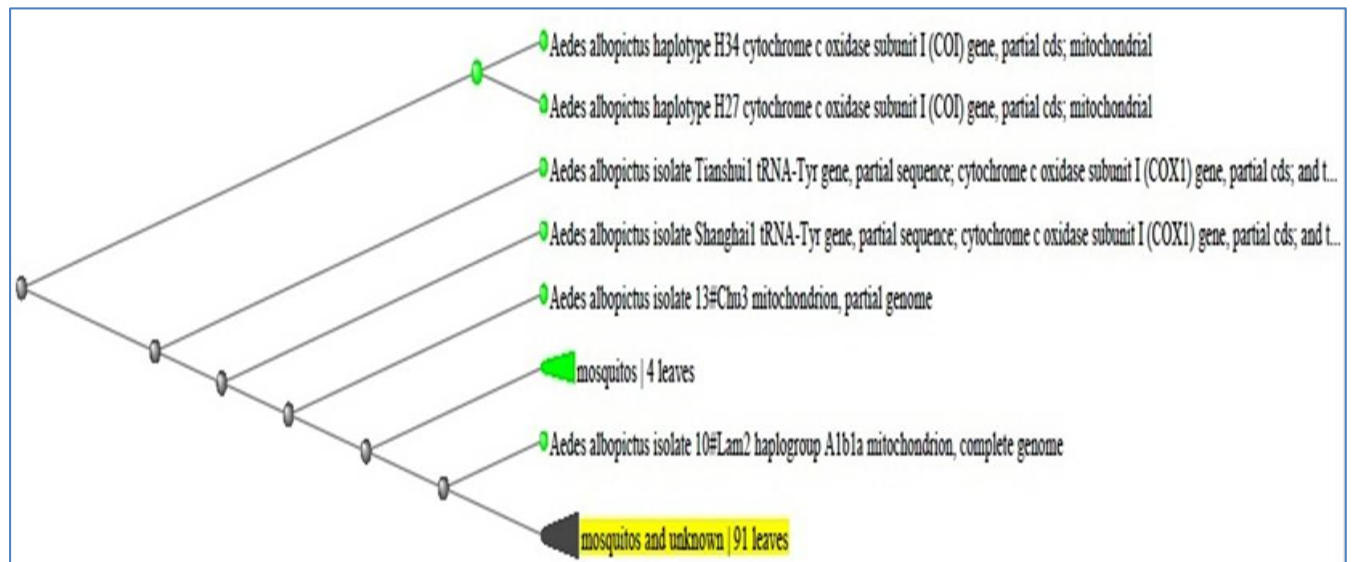 Aedes albopictus haplotype H34 cytochrome c oxidase subunit I (COI) gene, partial cds; mitochondrial
Aedes albopictus haplotype H27 cytochrome c oxidase subunit I (COI) gene, partial cds; mitochondrial
Aedes albopictus isolate Tianshui1 tRNA-Tyr gene, partial sequence; cytochrome c oxidase subunit I (COX1) gene, partial cds; and t...
Aedes albopictus isolate Shanghai1 tRNA-Tyr gene, partial sequence; cytochrome c oxidase subunit I (COX1) gene, partial cds; and t...
Aedes albopictus isolate 13#Chu3 mitochondrion, partial genome
mosquitos | 4 leaves
Aedes albopictus isolate 10#Lam2 haplogroup A1b1a mitochondrion, complete genome
mosquitos and unknown | 91 leaves